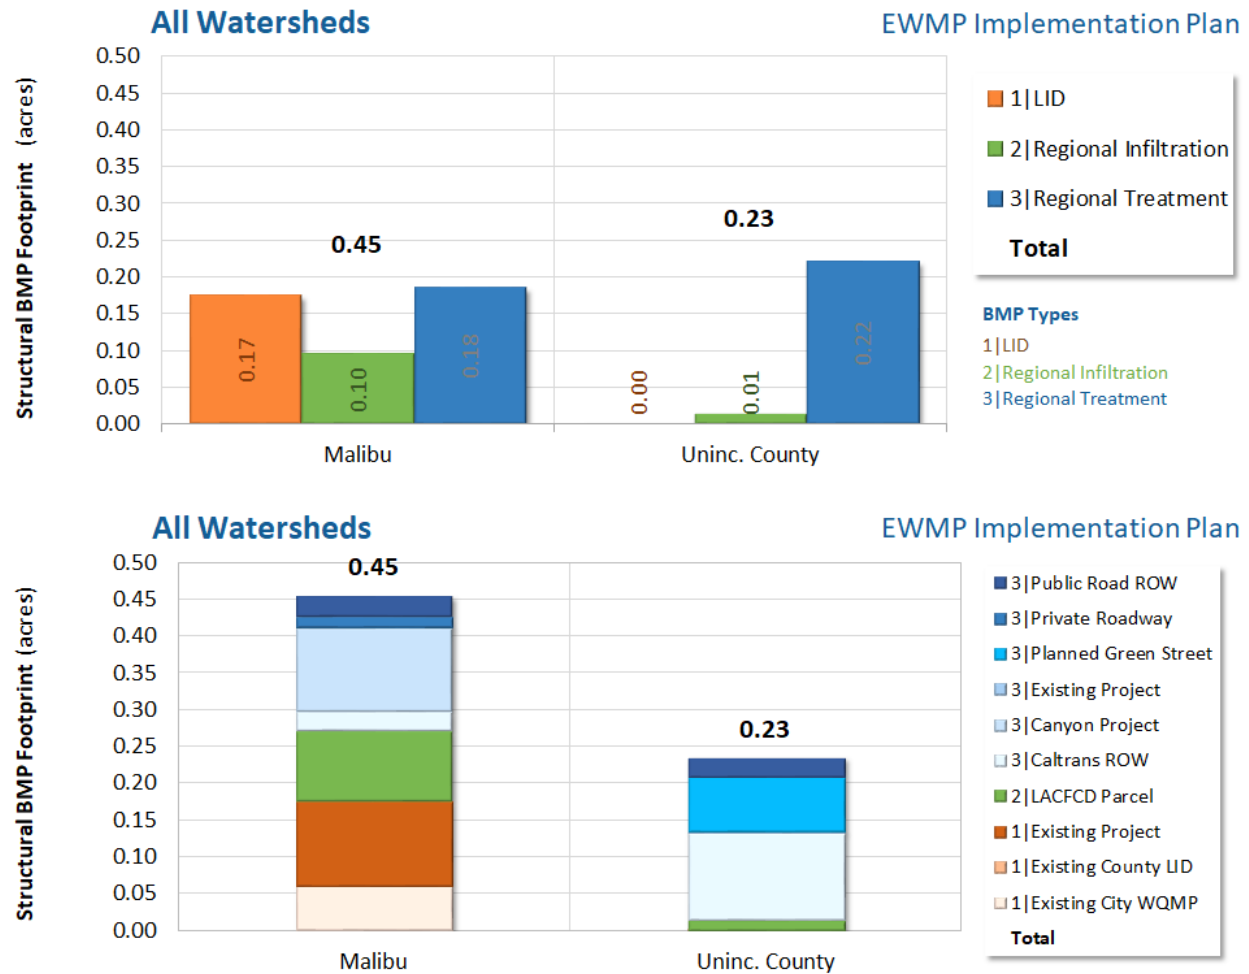 All Watersheds
EWMP Implementation Plan
Structural BMP Footprint (acres)
0.50
0.45
0.40
0.35
0.30
0.25
0.20
0.15
0.10
0.05
0.00
0.45
0.23
0.17
0.10
0.18
0.00
0.01
0.22
Malibu
Uninc. County
1|LID
2|Regional Infiltration
3|Regional Treatment
Total
BMP Types
1|LID
2|Regional Infiltration
3|Regional Treatment
All Watersheds
EWMP Implementation Plan
Structural BMP Footprint (acres)
0.50
0.45
0.40
0.35
0.30
0.25
0.20
0.15
0.10
0.05
0.00
0.45
0.23
Malibu
Uninc. County
3|Public Road ROW
3|Private Roadway
3|Planned Green Street
3|Existing Project
3|Canyon Project
3|Caltrans ROW
2|LACFCD Parcel
1|Existing Project
1|Existing County LID
1|Existing City WQMP
Total